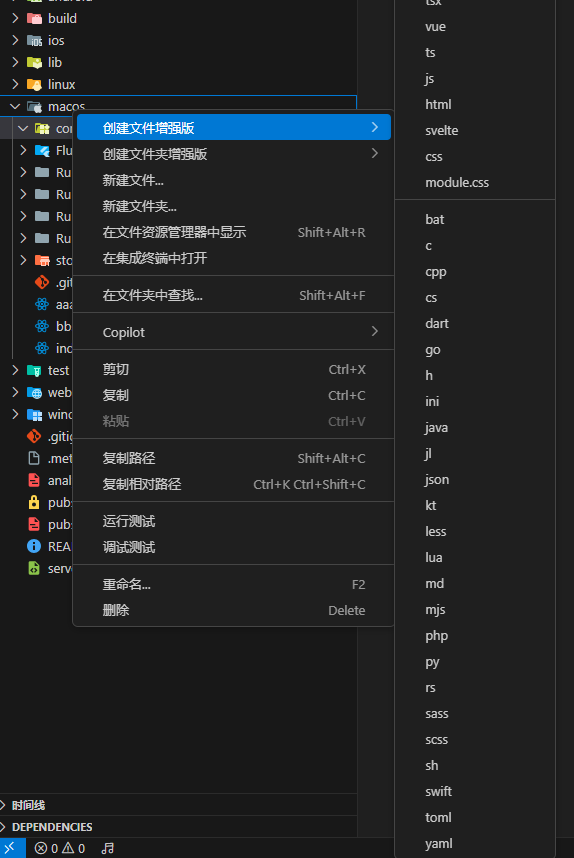 build
ios
lib
linux
macos
Flu
Ru
Ru
Ru
Ru
sto
.giti
aaa
bb
test
web
.gitig
.met
anal
pubs
pubs
REA
serve
时间线
DEPENDENCIES
0 0
创建文件增强版
创建文件夹增强版
新建文件...
新建文件夹...
在文件资源管理器中显示 Shift+Alt+R
在集成终端中打开
在文件夹中查找... Shift+Alt+F
Copilot
剪切 Ctrl+X
复制 Ctrl+C
粘贴 Ctrl+V
复制路径 Shift+Alt+C
复制相对路径 Ctrl+K Ctrl+Shift+C
运行测试
调试测试
重命名... F2
删除 Delete
tsx
vue
ts
js
html
svelte
css
module.css
bat
c
cpp
cs
dart
go
h
ini
java
jl
json
kt
less
lua
md
mjs
php
py
rs
sass
scss
sh
swift
toml
yaml